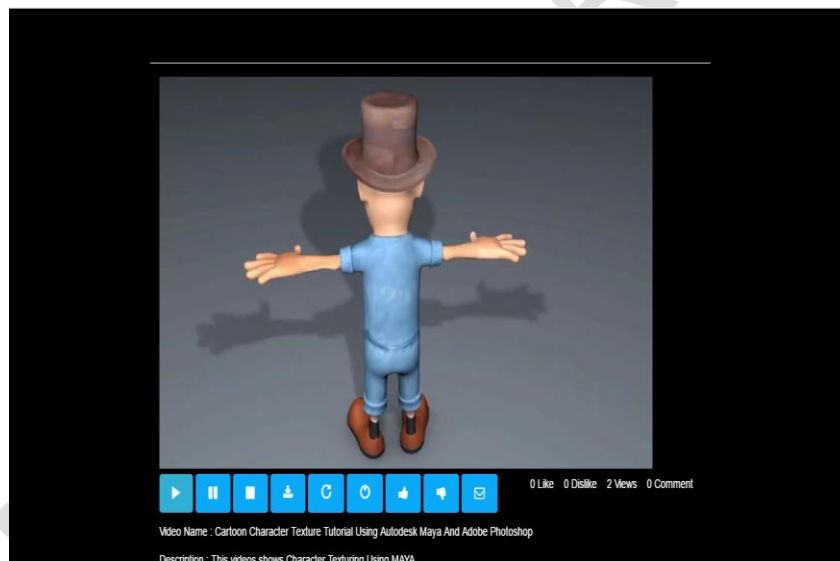 0 Like 0 Dislike 2 Views 0 Comment
Video Name : Cartoon Character Texture Tutorial Using Autodesk Maya And Adobe Photoshop
Description : This videos shows Character Texturing Using MAYA